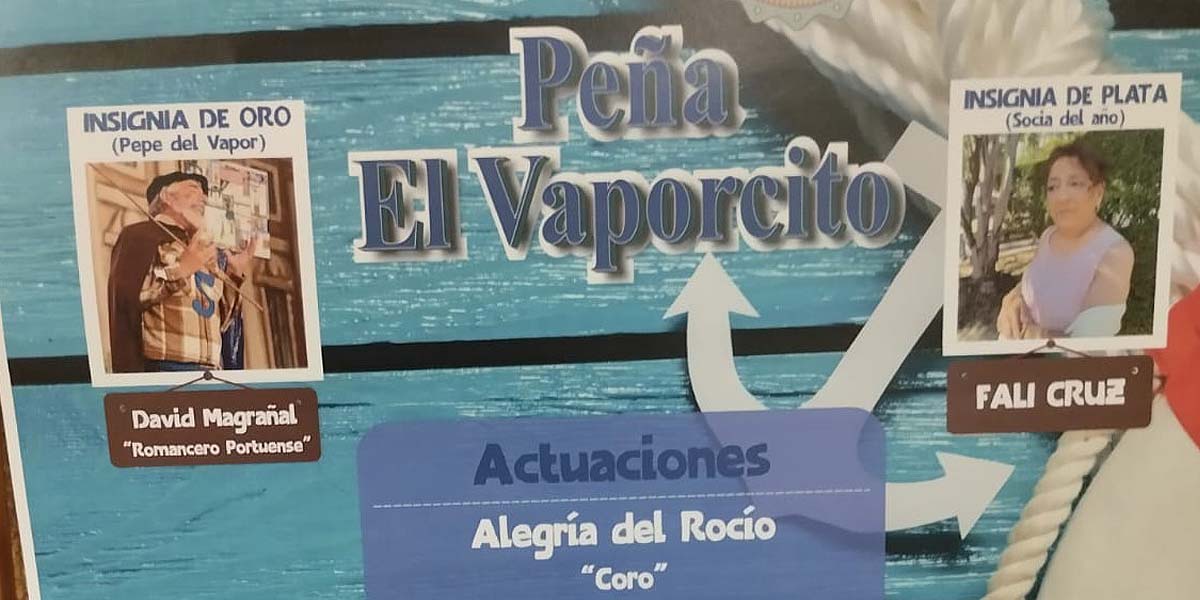 Peña
El Vaporcito
INSIGNIA DE ORO
(Pepe del Vapor)
David Magrañal
"Romancero Portuense"
INSIGNIA DE PLATA
(Socia del año)
FALI CRUZ
Actuaciones
Alegría del Rocío
"Coro"